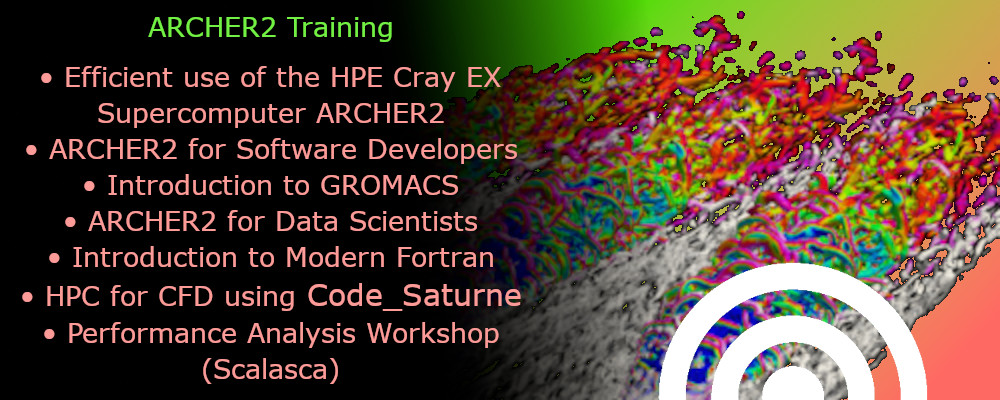 ARCHER2 Training
• Efficient use of the HPE Cray EX
Supercomputer ARCHER2
• ARCHER2 for Software Developers
• Introduction to GROMACS
• ARCHER2 for Data Scientists
• Introduction to Modern Fortran
• HPC for CFD using Code_Saturne
• Performance Analysis Workshop
(Scalasca)